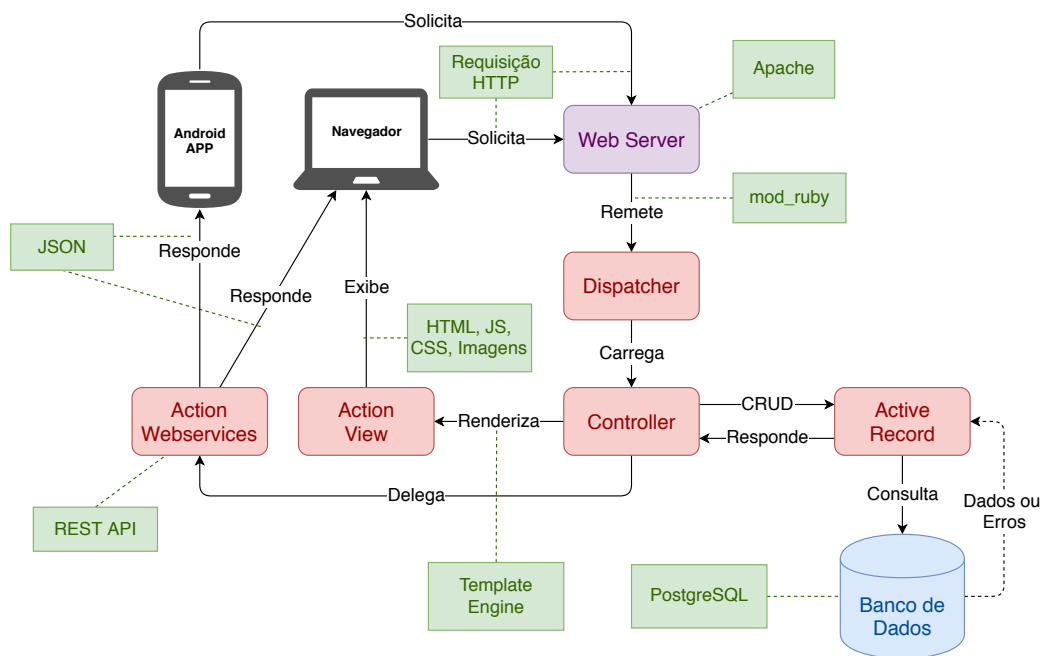 Solicita
Requisição
HTTP
Apache
Android
APP
Navegador
Solicita
Web Server
mod_ruby
Remete
JSON
Responde
Responde
Exibe
Dispatcher
HTML, JS,
CSS, Imagens
Carrega
Action
Webservices
Action
View
Renderiza
Controller
CRUD
Responde
Active
Record
Delega
Consulta
Dados ou
Erros
REST API
Template
Engine
PostgreSQL
Banco de
Dados